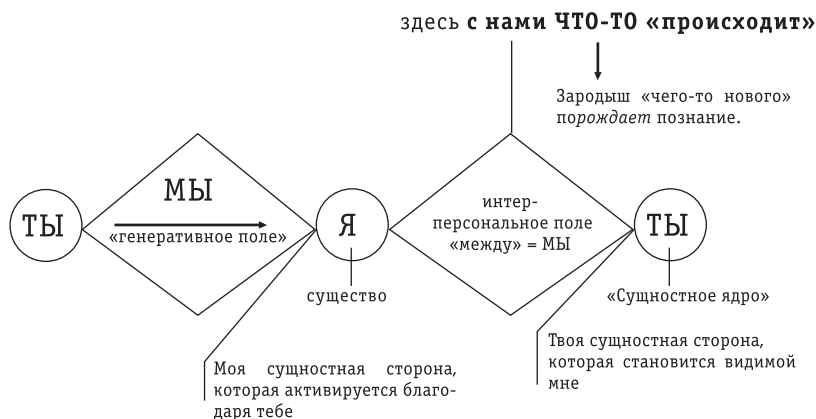 здесь с нами ЧТО-ТО «происходит»
Зародыш «чего-то нового»
порождает познание.
МЫ
«генеративное поле»
ТЫ
Я
интер-
персональное поле
«между» = МЫ
ТЫ
существо
«Сущностное ядро»
Моя сущностная сторона,
которая активируется благо-
даря тебе
Твоя сущностная сторона,
которая становится видимой
мне